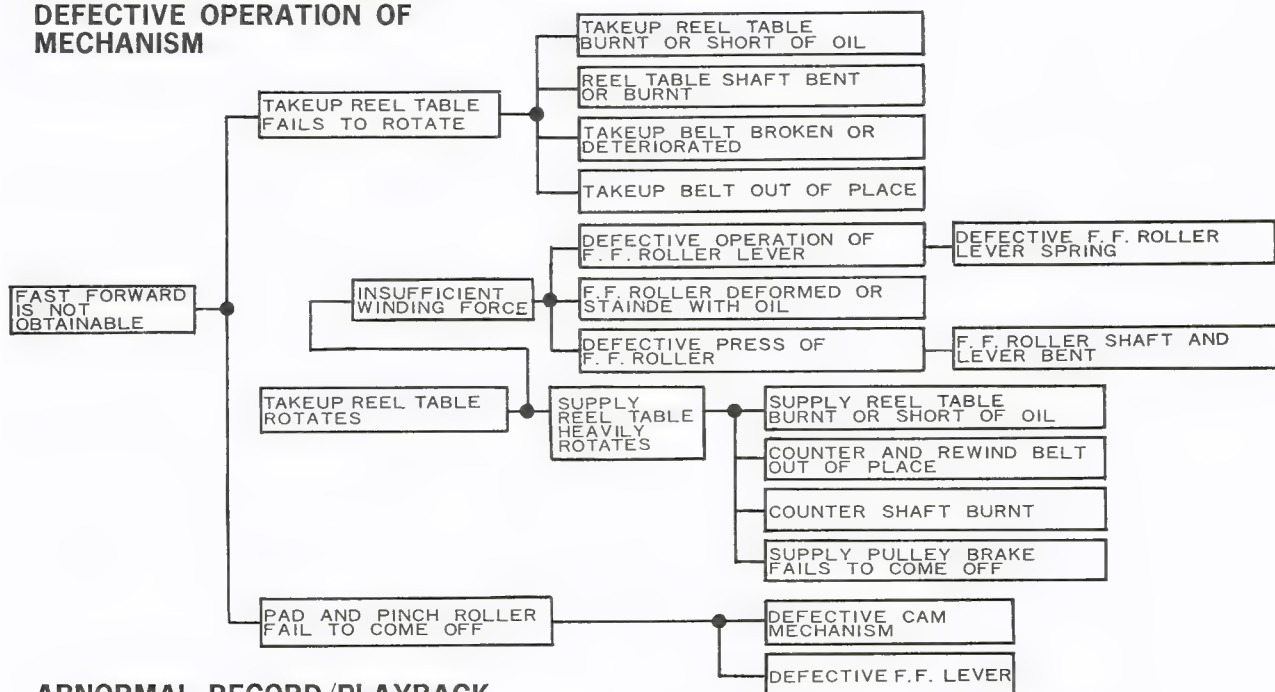 DEFECTIVE OPERATION OF
MECHANISM
TAKEUP REEL TABLE
BURNT OR SHORT OF OIL
REEL TABLE SHAFT BENT
OR BURNT
TAKEUP REEL TABLE
FAILS TO ROTATE
TAKEUP BELT BROKEN OR
DETERIORATED
TAKEUP BELT OUT OF PLACE
DEFECTIVE OPERATION OF
F. F. ROLLER LEVER
DEFECTIVE F. F. ROLLER
LEVER SPRING
FAST FORWARD
IS NOT
OBTAINABLE
INSUFFICIENT
WINDING FORCE
F.F. ROLLER DEFORMED OR
STAINDE WITH OIL
DEFECTIVE PRESS OF
F. F. ROLLER
F. F. ROLLER SHAFT AND
LEVER BENT
TAKEUP REEL TABLE
ROTATES
SUPPLY
REEL TABLE
HEAVILY
ROTATES
SUPPLY REEL TABLE
BURNT OR SHORT OF OIL
COUNTER AND REWIND BELT
OUT OF PLACE
COUNTER SHAFT BURNT
SUPPLY PULLEY BRAKE
FAILS TO COME OFF
PAD AND PINCH ROLLER
FAIL TO COME OFF
DEFECTIVE CAM
MECHANISM
DEFECTIVE F.F. LEVER
ABNORMAL RECORD/PLAYBACK